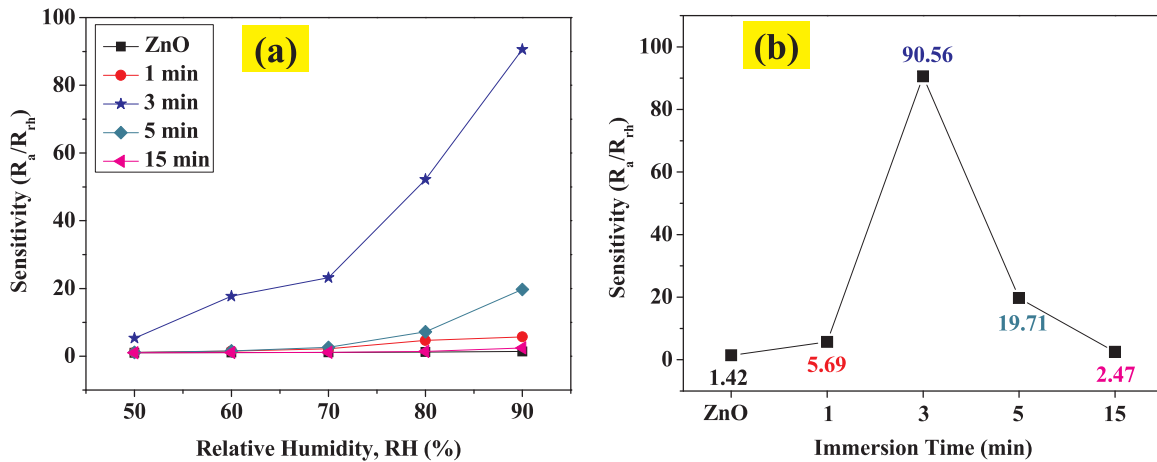 (a)
ZnO
1 min
3 min
5 min
15 min
100
80
60
40
20
0
Sensitivity (Ra/Rrh)
50 60 70 80 90
Relative Humidity, RH (%)
(b)
100
80
60
40
20
0
Sensitivity (Ra/Rrh)
90.56
19.71
5.69
2.47
1.42
ZnO 1 3 5 15
Immersion Time (min)